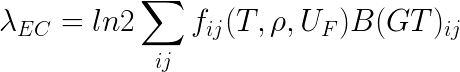 λ_{EC} = ln2 ∑_{ij} f_{ij}(T, ρ, U_F)B(GT)_{ij}